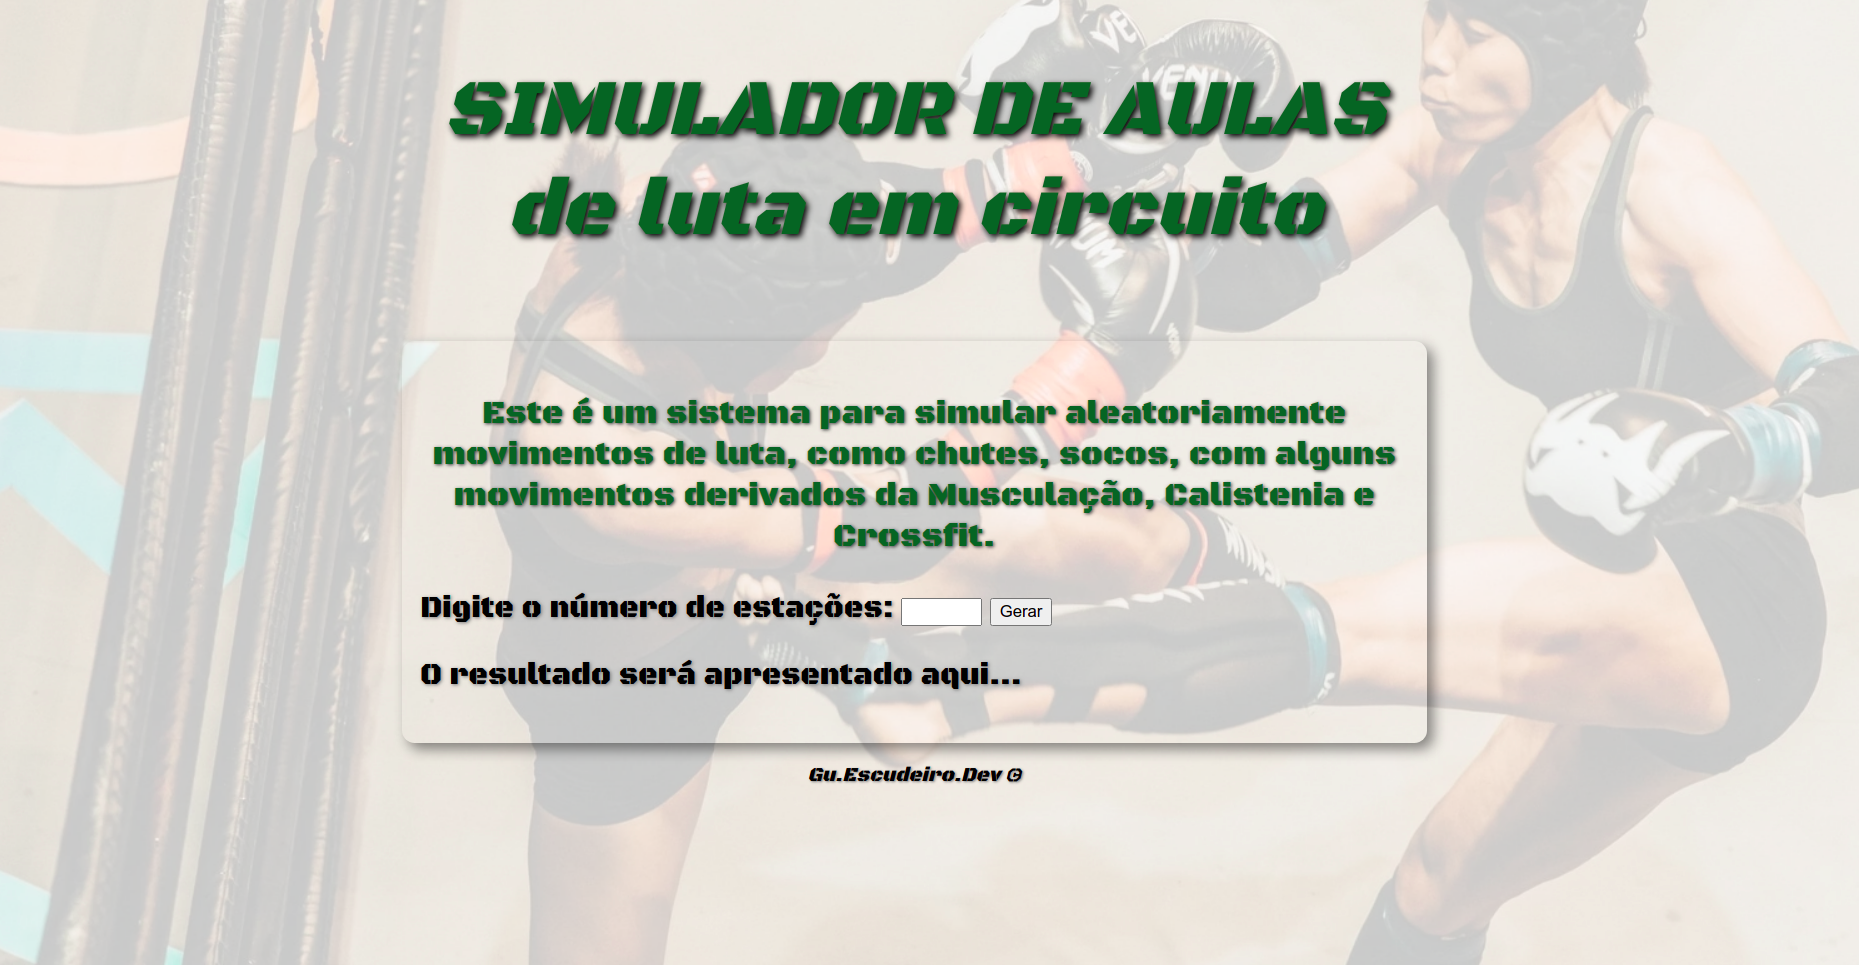 SIMULADOR DE AULAS
de luta em circuito
VENUM
Este é um sistema para simular aleatoriamente
movimentos de luta, como chutes, socos, com alguns
movimentos derivados da Musculação, Calistenia e
Crossfit.
Digite o número de estações: Gerar
O resultado será apresentado aqui...
Gu.Escudeiro.Dev ©